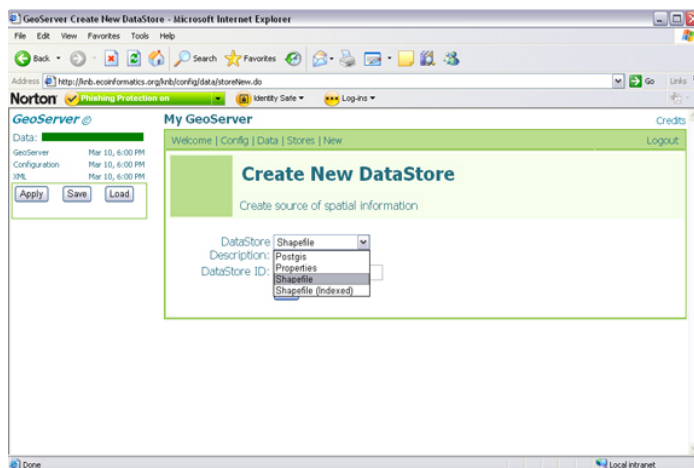 GeoServer Create New DataStore - Microsoft Internet Explorer
File Edit View Favorites Tools Help
Back Search Favorites
Address http://knb.ecoinformatics.org/knb/config/data/storeNew.do Go Links
Norton Phishing Protection on Identity Safe Log-ins
GeoServer My GeoServer Credits
Data: Welcome | Config | Data | Stores | New Logout
GeoServer Mar 10, 6:00 PM
Configuration Mar 10, 6:00 PM
XML Mar 10, 6:00 PM
Apply Save Load
Create New DataStore
Create source of spatial information
DataStore Description: Shapefile
Postgis
Properties
Shapefile
Shapefile (Indexed)
DataStore ID:
Done Local intranet